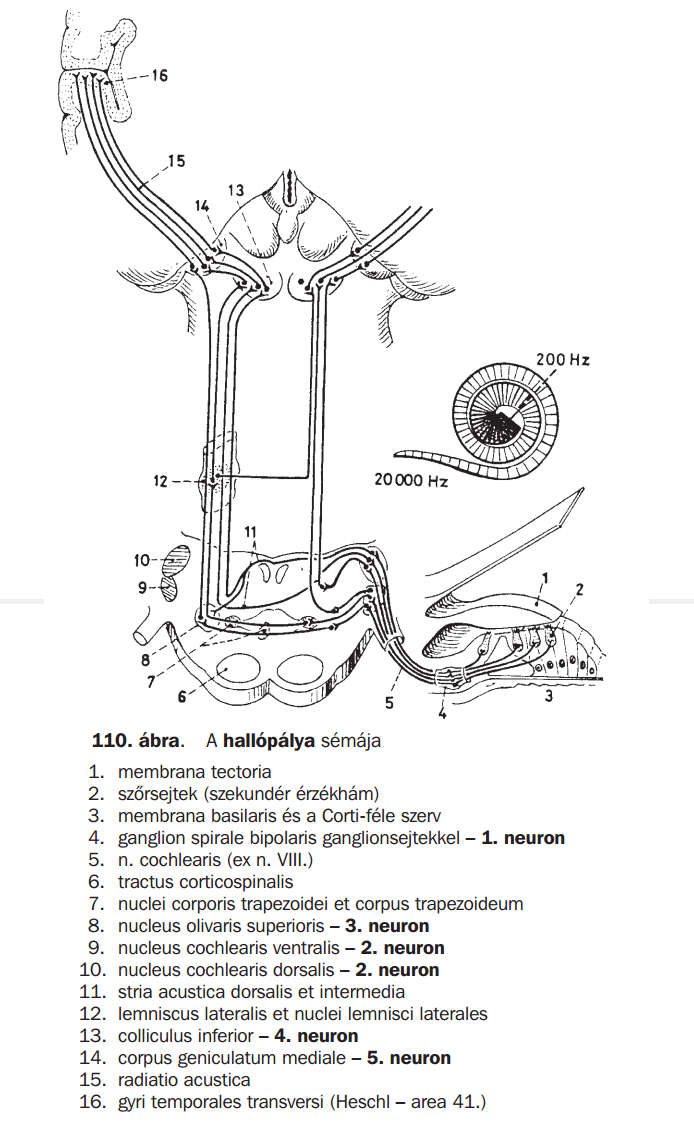 16
15
13
14
200 Hz
20000 Hz
12
11
10
9
1
2
8
7
6
5
4
3
110. ábra. A hallópálya sémája
1. membrana tectoria
2. szőrsejtek (szekundér érzékhám)
3. membrana basilaris és a Corti-féle szerv
4. ganglion spirale bipolaris ganglionsejtekkel – 1. neuron
5. n. cochlearis (ex n. VIII.)
6. tractus corticospinalis
7. nuclei corporis trapezoidei et corpus trapezoideum
8. nucleus olivaris superioris – 3. neuron
9. nucleus cochlearis ventralis – 2. neuron
10. nucleus cochlearis dorsalis – 2. neuron
11. stria acustica dorsalis et intermedia
12. lemniscus lateralis et nuclei lemnisci laterales
13. colliculus inferior – 4. neuron
14. corpus geniculatum mediale – 5. neuron
15. radiatio acustica
16. gyri temporales transversi (Heschl – area 41.)